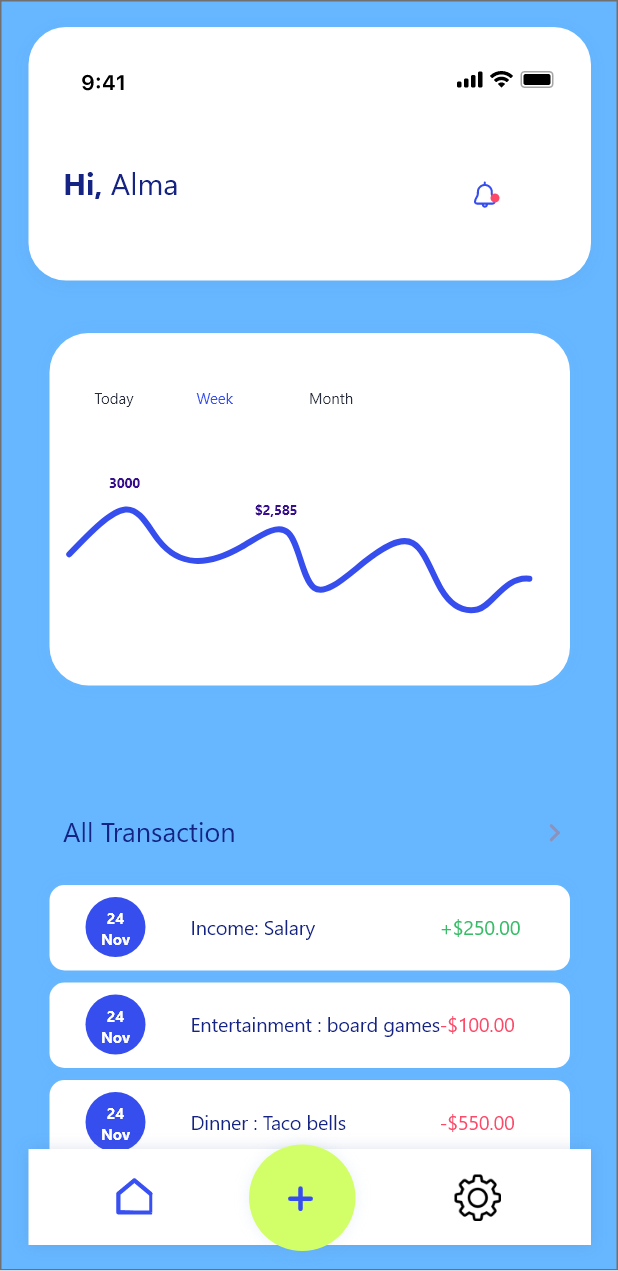 9:41
Hi, Alma
Today Week Month
3000
$2,585
All Transaction
24
Nov
Income: Salary +$250.00
24
Nov
Entertainment : board games-$100.00
24
Nov
Dinner : Taco bells -$550.00
+